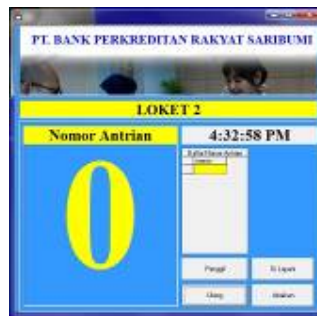 PT. BANK PERKREDITAN RAKYAT SARIBUMI
LOKET 2
Nomor Antrian
4:32:58 PM
0
Panggil
Ulang